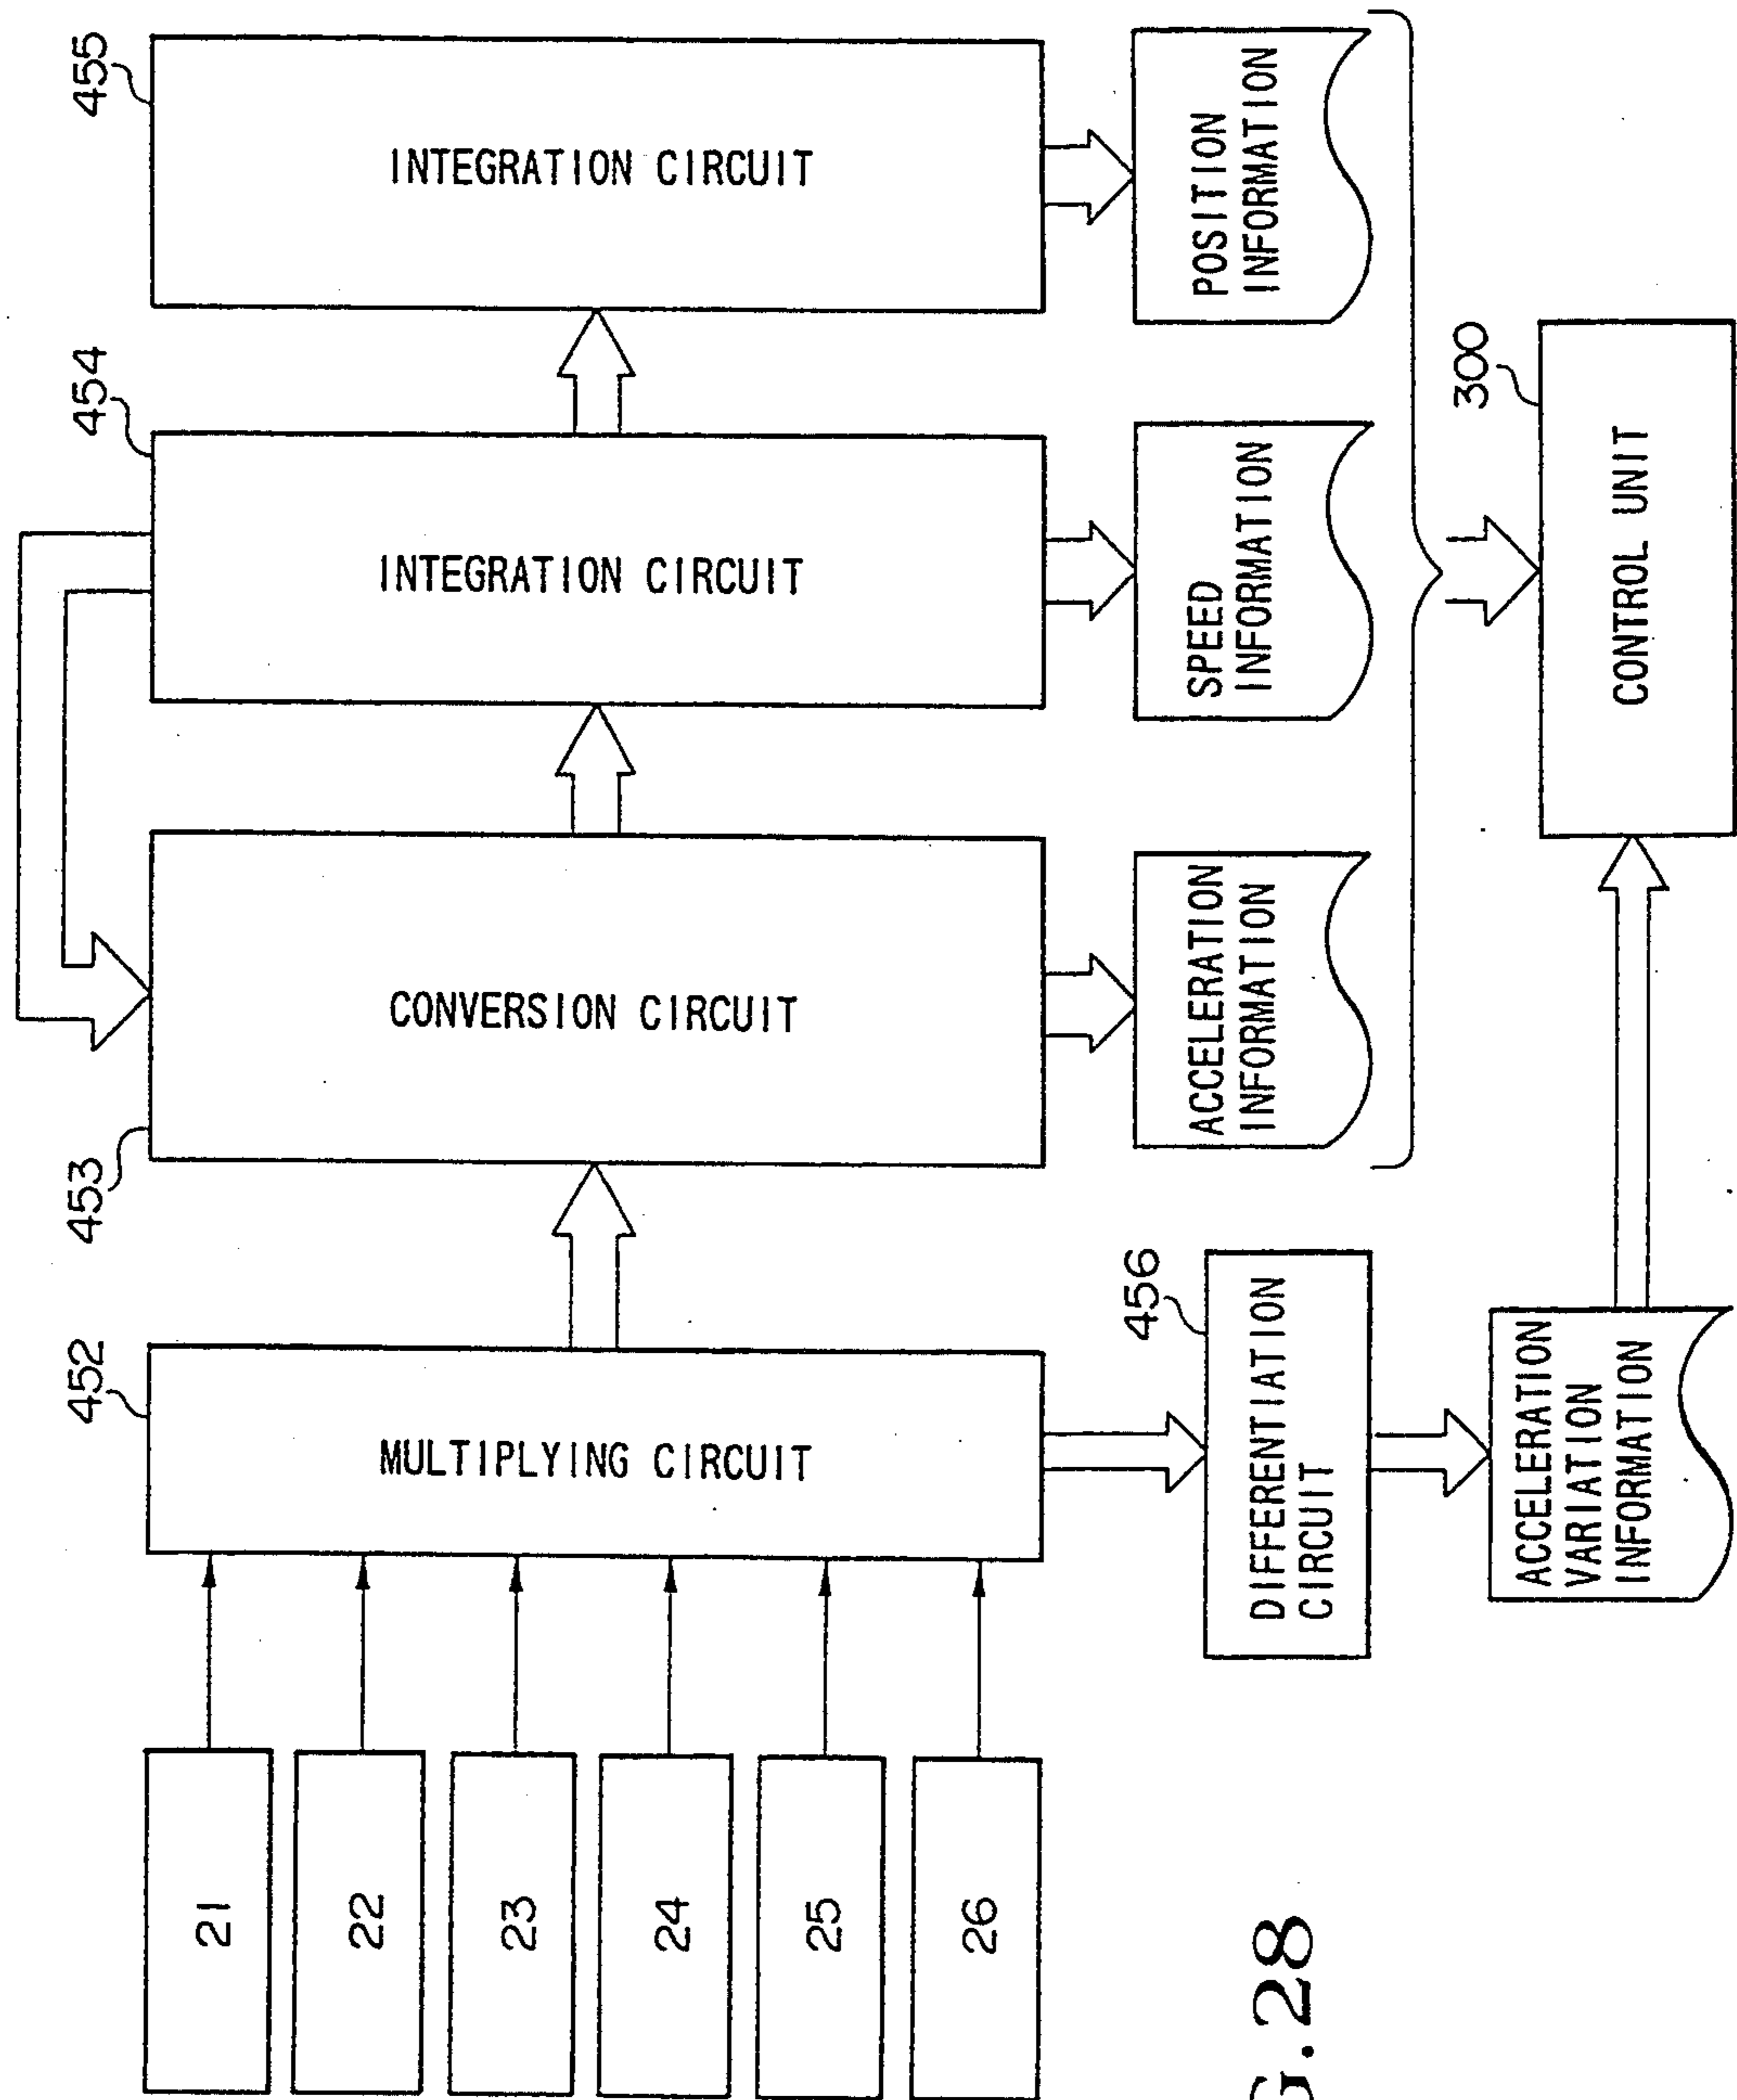 21
22
23
24
25
26
452
MULTIPLYING CIRCUIT
453
CONVERSION CIRCUIT
454
INTEGRATION CIRCUIT
455
INTEGRATION CIRCUIT
456
DIFFERENTIATION
CIRCUIT
ACCELERATION
VARIATION
INFORMATION
ACCELERATION
INFORMATION
SPEED
INFORMATION
POSITION
INFORMATION
300
CONTROL UNIT
G.28